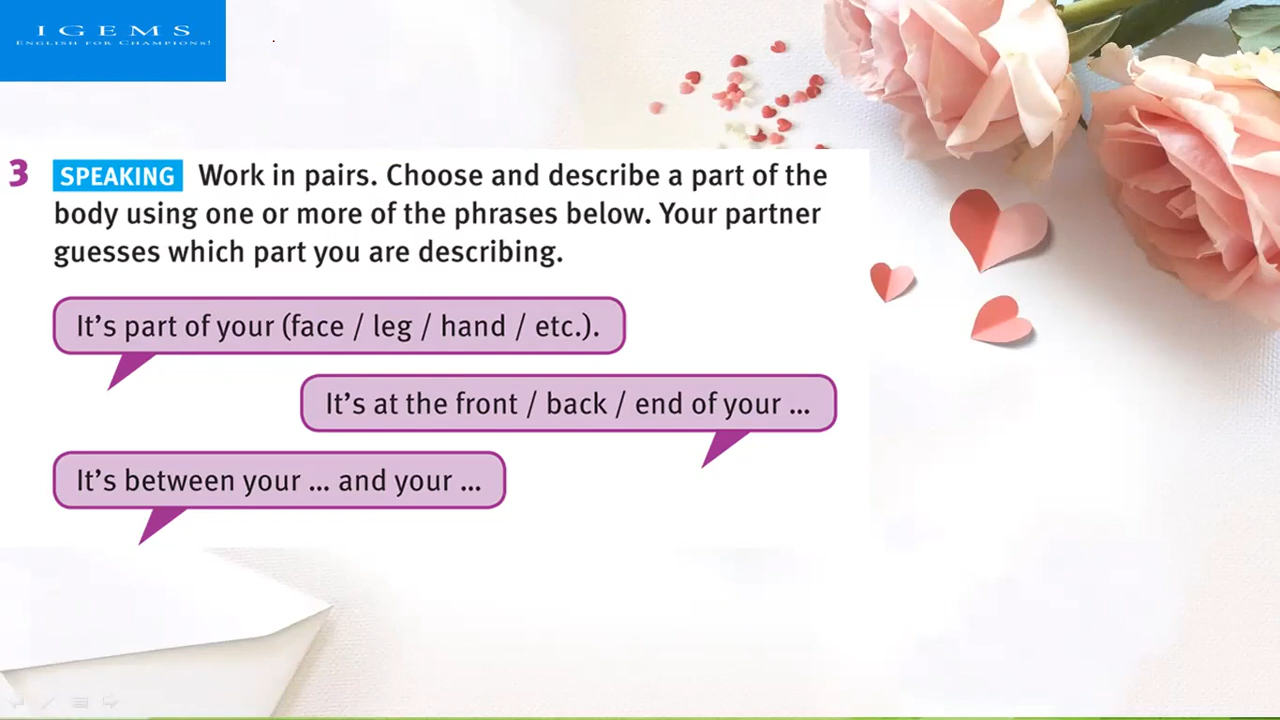 I G E M S
English for Champions!
3 SPEAKING Work in pairs. Choose and describe a part of the
body using one or more of the phrases below. Your partner
guesses which part you are describing.
It's part of your (face / leg / hand / etc.).
It's at the front / back / end of your ...
It's between your ... and your ...